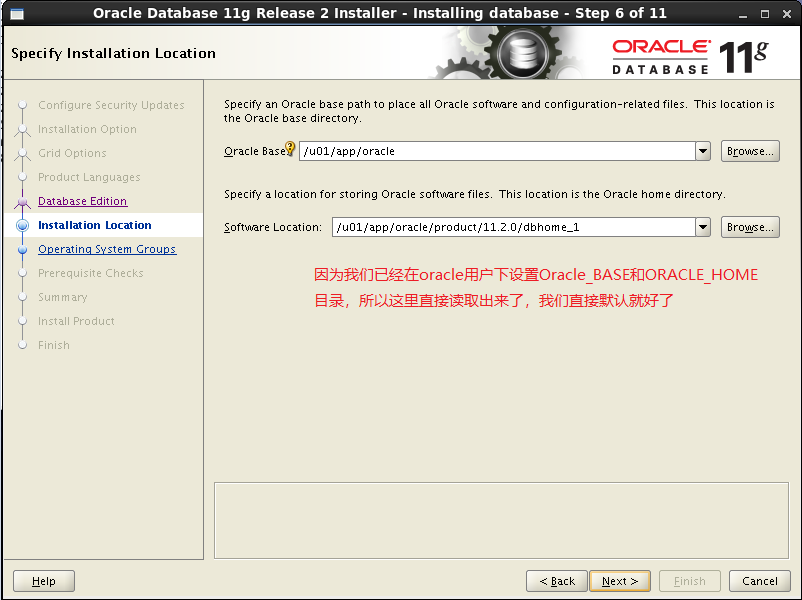 Oracle Database 11g Release 2 Installer - Installing database - Step 6 of 11
Specify Installation Location
ORACLE
DATABASE
11g
Configure Security Updates
Installation Option
Grid Options
Product Languages
Database Edition
Installation Location
Operating System Groups
Prerequisite Checks
Summary
Install Product
Finish
Specify an Oracle base path to place all Oracle software and configuration-related files. This location is
the Oracle base directory.
Oracle Base
/u01/app/oracle
Browse...
Specify a location for storing Oracle software files. This location is the Oracle home directory.
Software Location:
/u01/app/oracle/product/11.2.0/dbhome_1
Browse...
因为我们已经在oracle用户下设置Oracle_BASE和ORACLE_HOME
目录，所以这里直接读取出来了，我们直接默认就好了
Help
< Back
Next >
Finish
Cancel